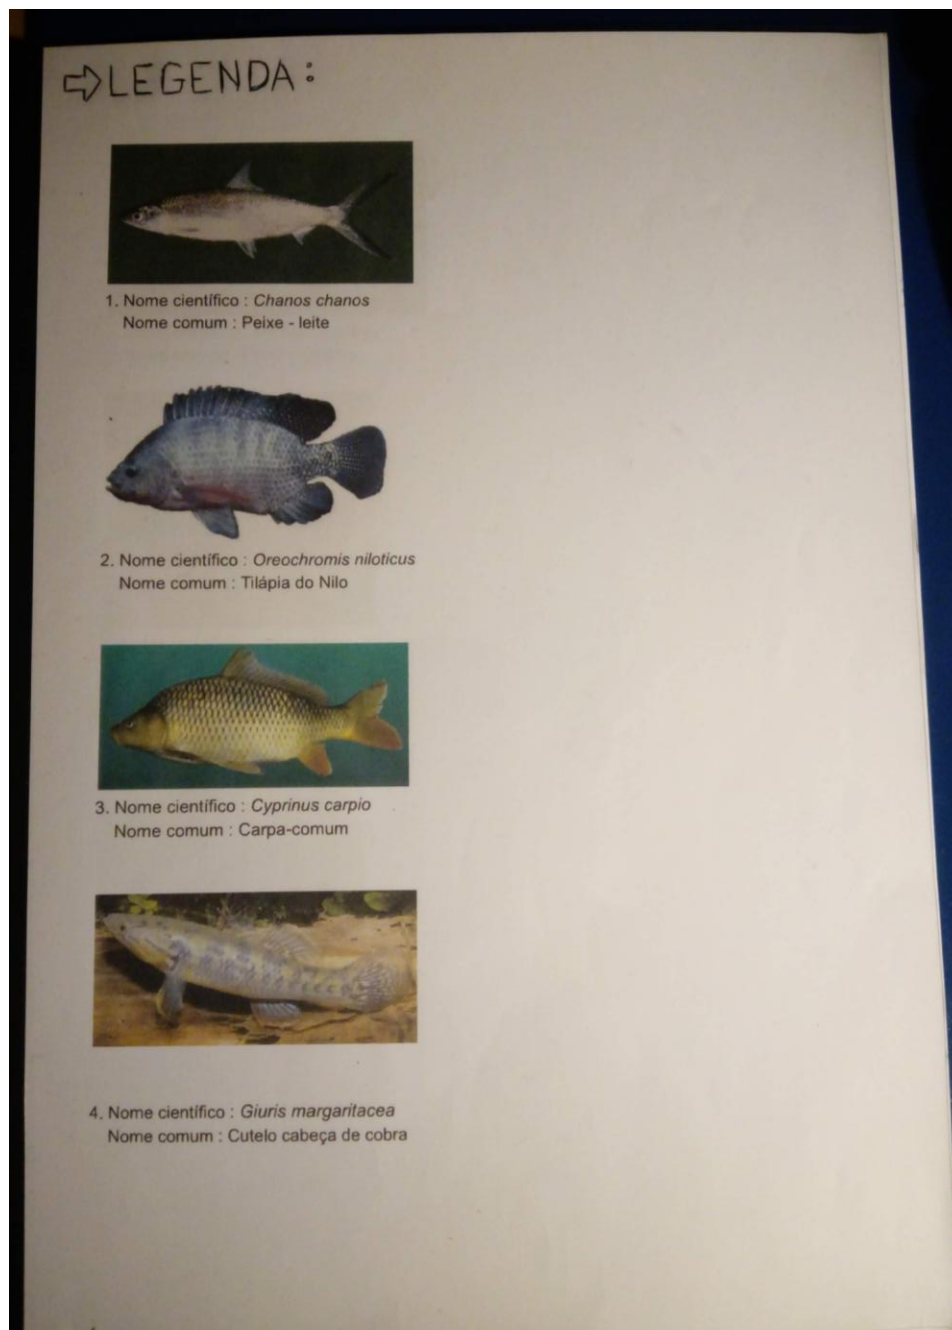 ⇨LEGENDA:
1. Nome científico : Chanos chanos
Nome comum : Peixe - leite
2. Nome científico : Oreochromis niloticus
Nome comum : Tilápia do Nilo
3. Nome científico : Cyprinus carpio
Nome comum : Carpa-comum
4. Nome científico : Giuris margaritacea
Nome comum : Cutelo cabeça de cobra